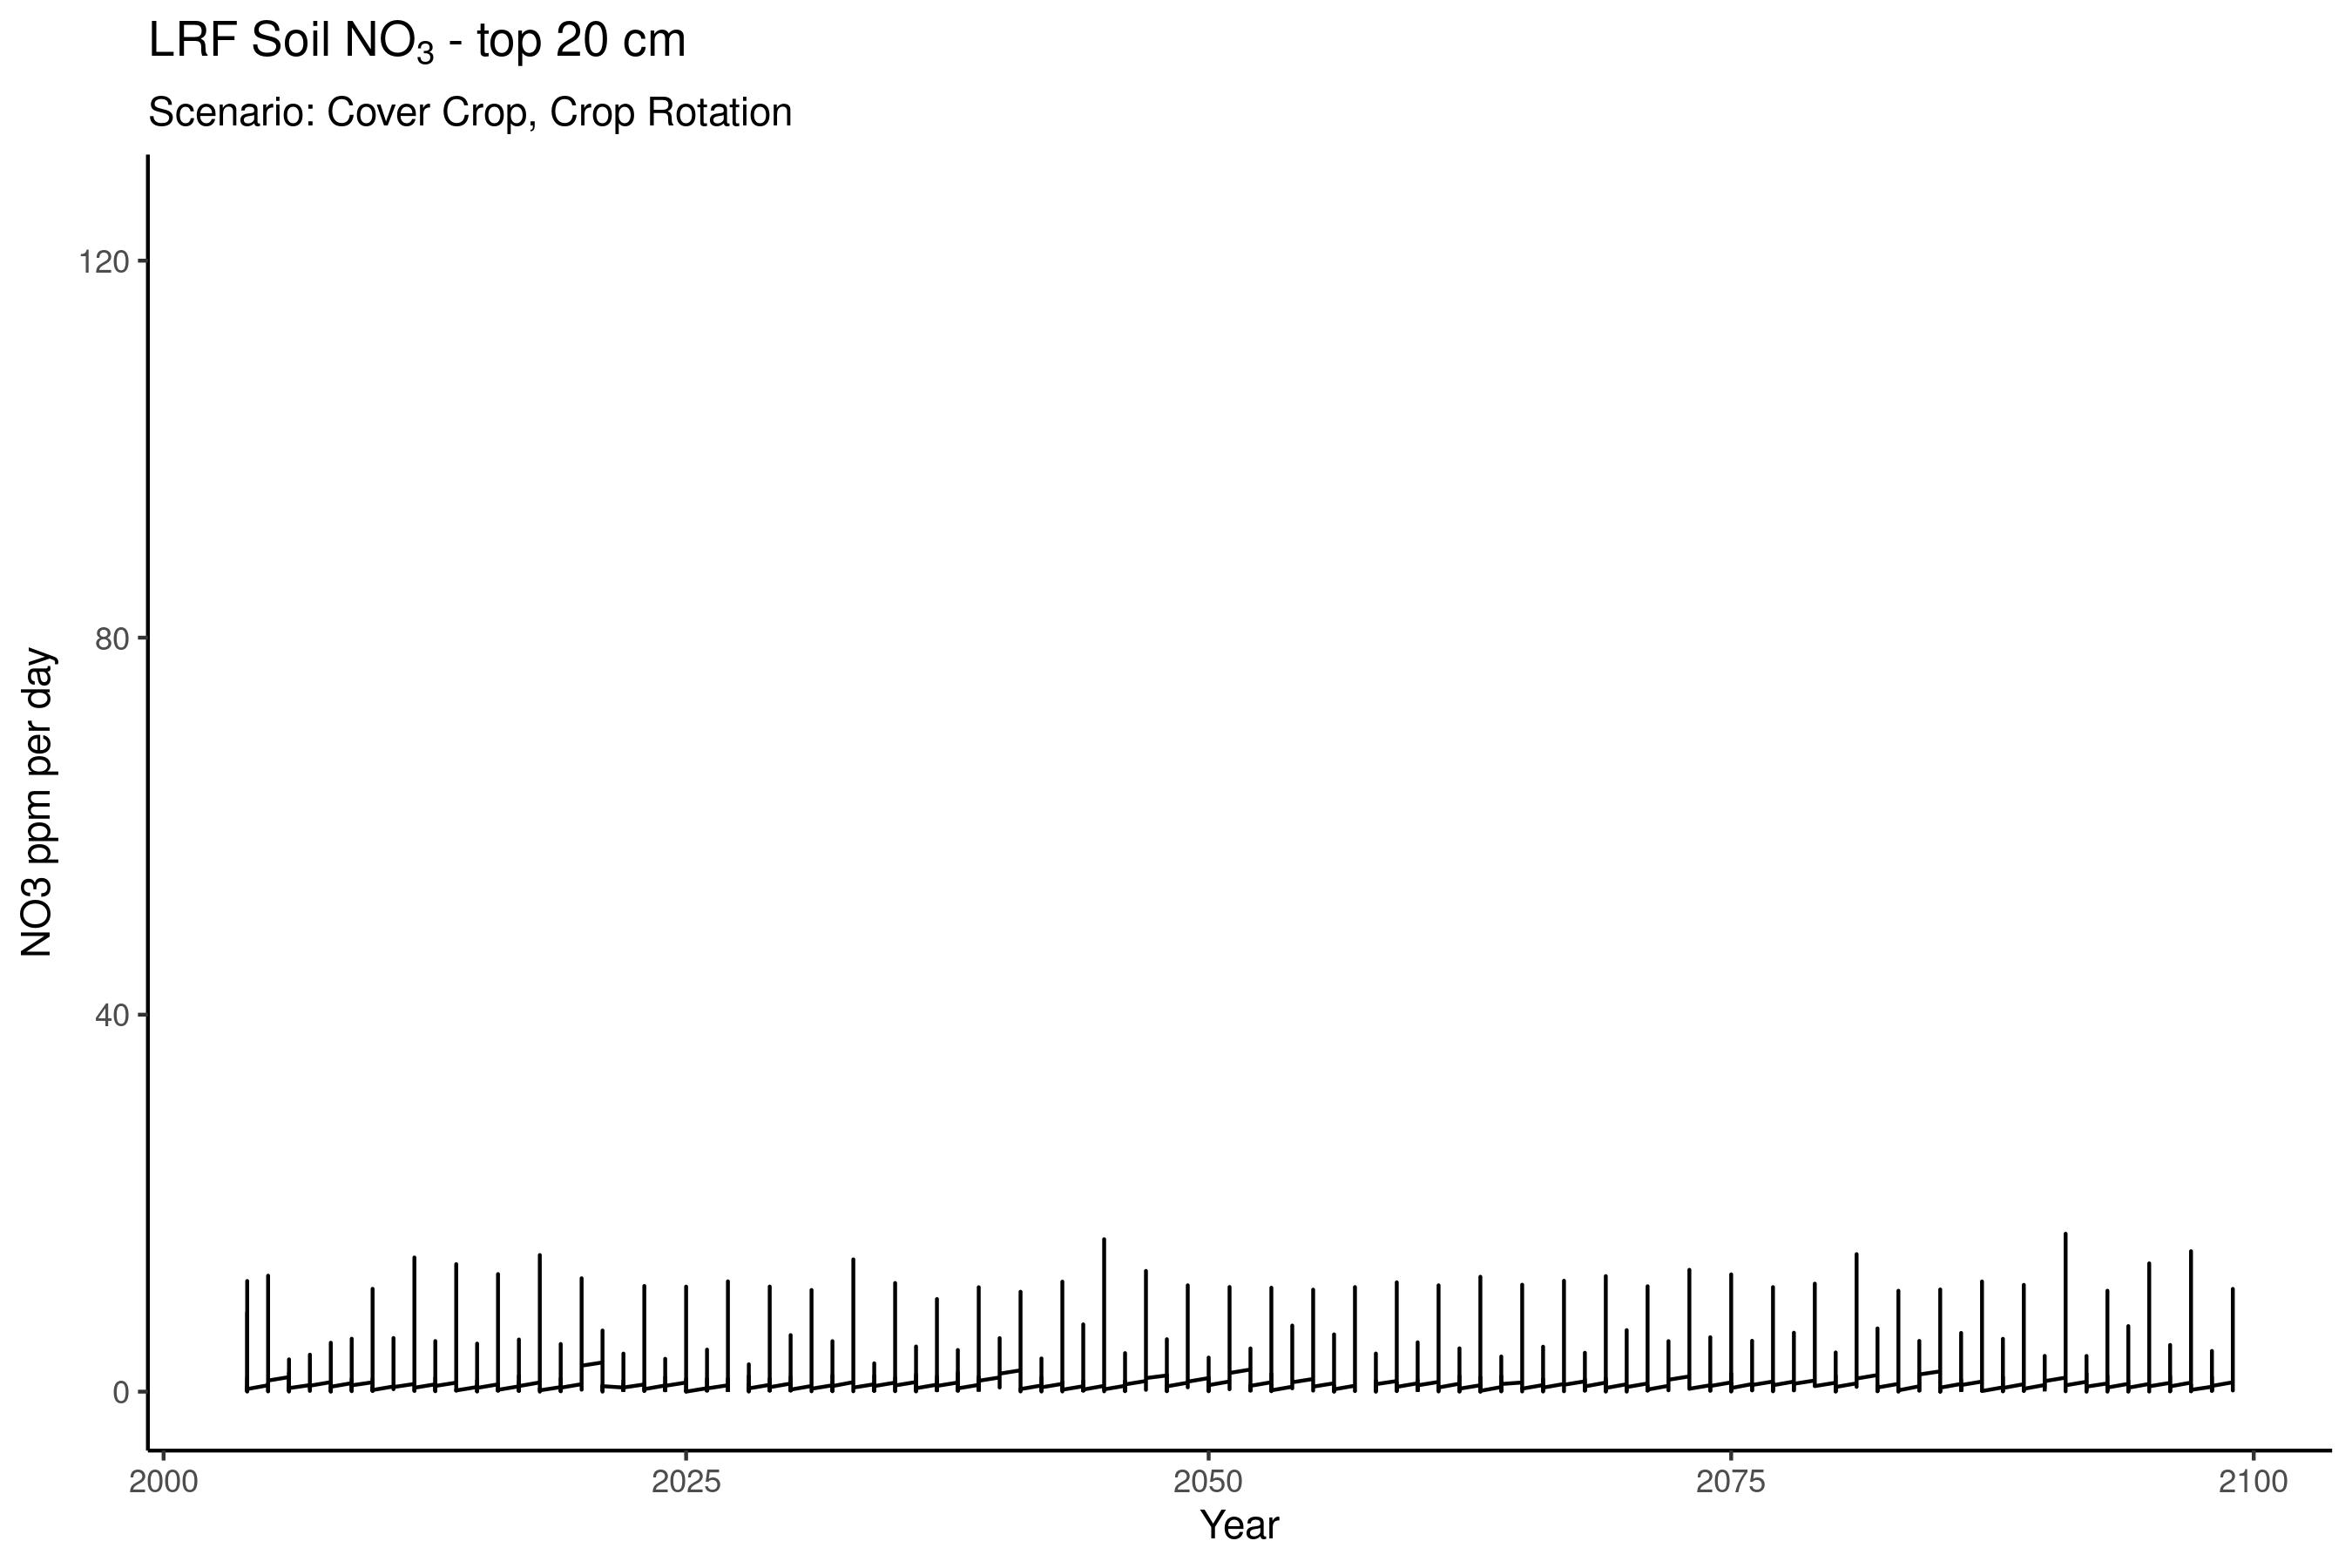 LRF Soil NO₃ - top 20 cm
Scenario: Cover Crop, Crop Rotation
NO3 ppm per day
120
80
40
0
2000 2025 2050 2075 2100
Year